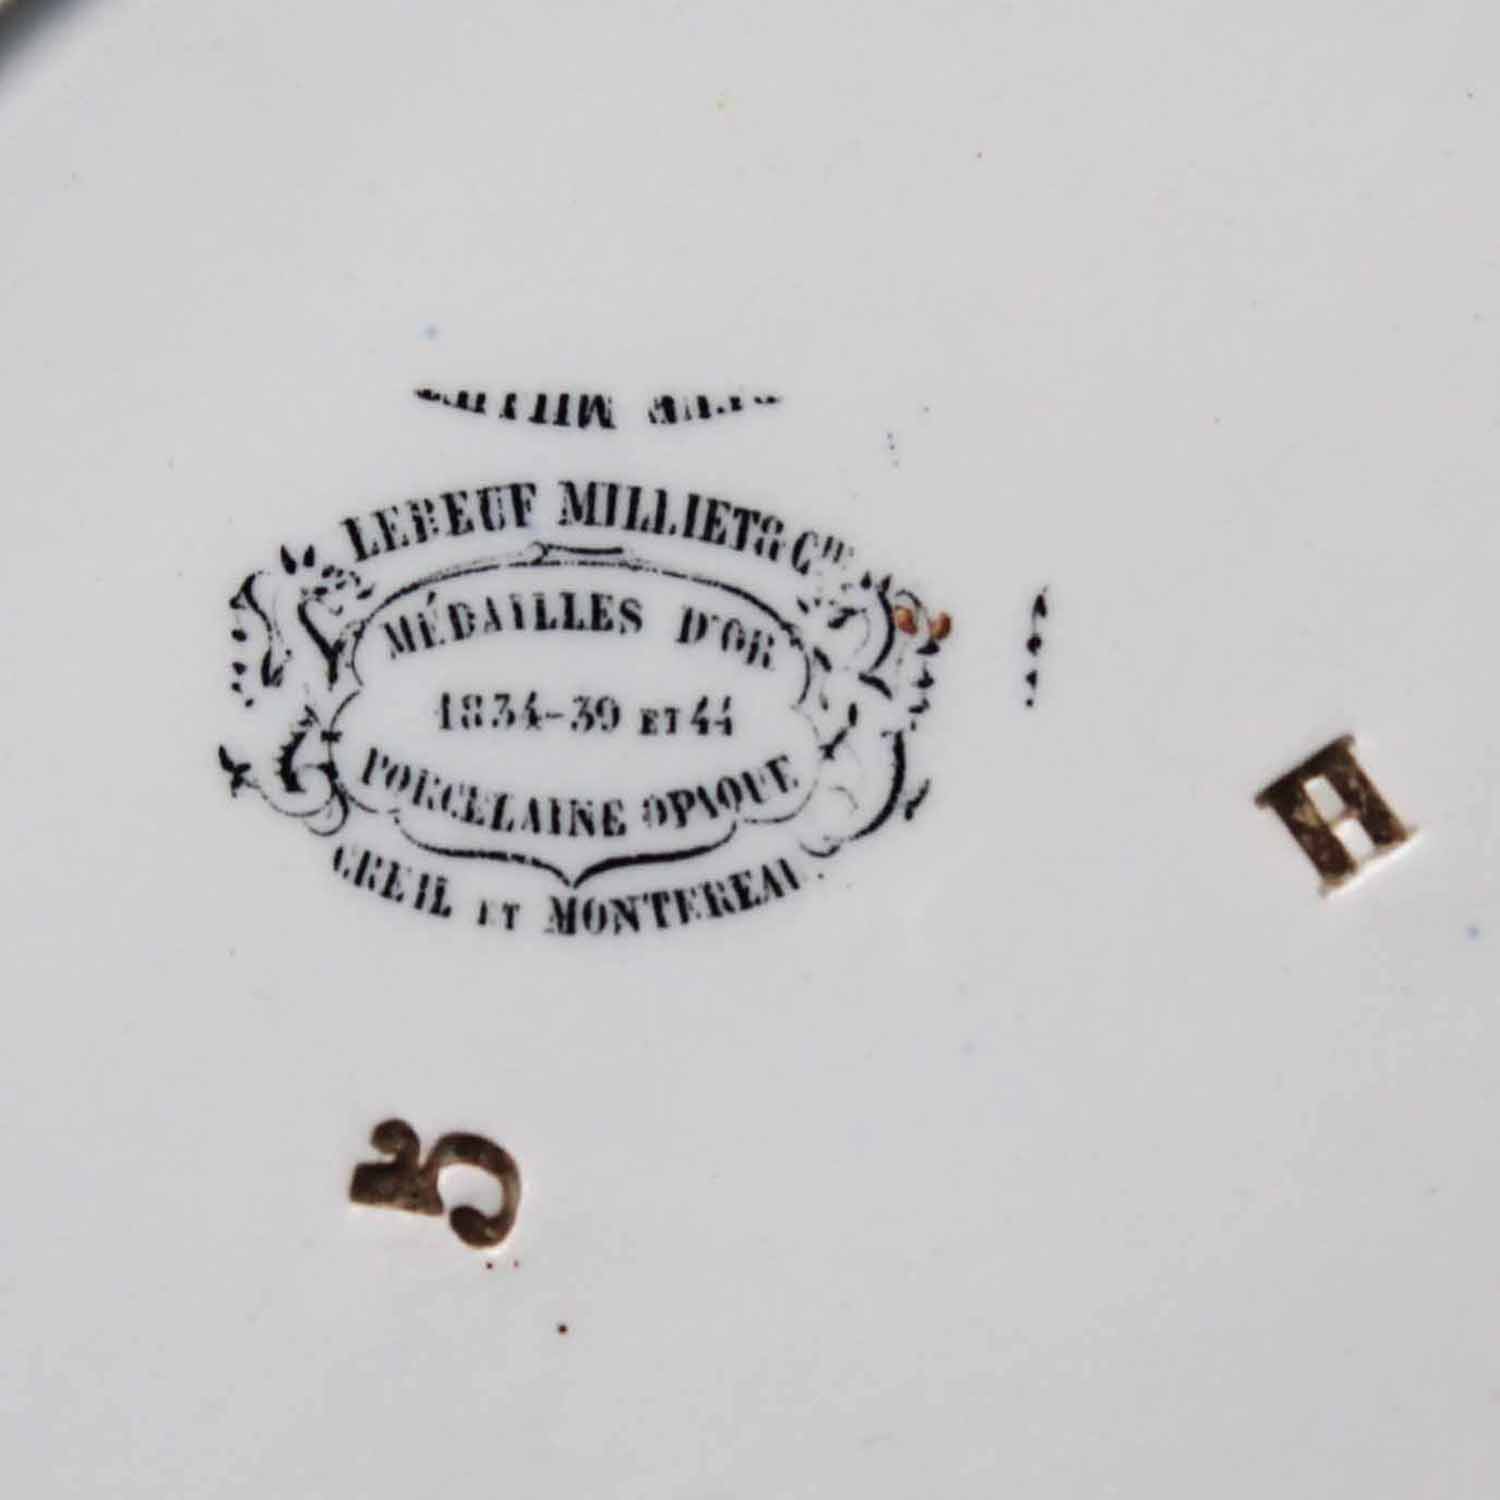 LEBEUF MILLIET & Cie
MÉDAILLES D'OR
1834-39 ET 44
PORCELAINE OPAQUE
CREIL ET MONTEREAU
H
5